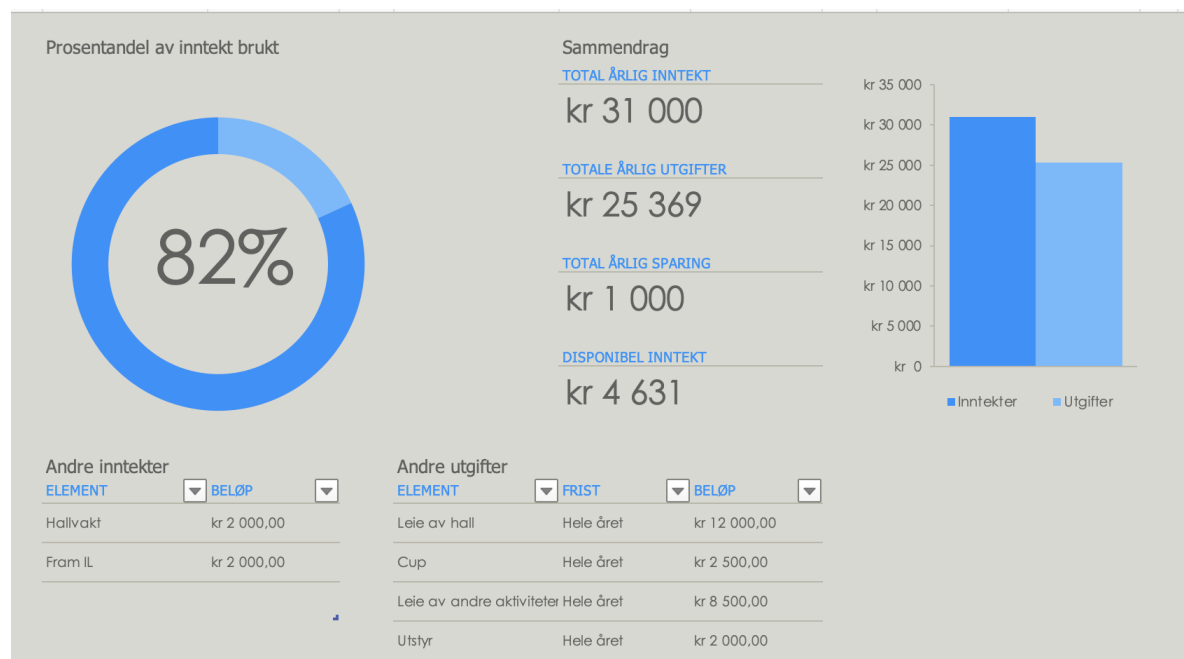 Prosentandel av inntekt brukt
82%
Sammendrag
TOTAL ÅRLIG INNTEKT
kr 31 000
TOTALE ÅRLIG UTGIFTER
kr 25 369
TOTAL ÅRLIG SPARING
kr 1 000
DISPONIBEL INNTEKT
kr 4 631
kr 35 000
kr 30 000
kr 25 000
kr 20 000
kr 15 000
kr 10 000
kr 5 000
kr 0
Inntekter Utgifter
Andre inntekter
ELEMENT BELØP
Hallvakt kr 2 000,00
Fram IL kr 2 000,00
Andre utgifter
ELEMENT FRIST BELØP
Leie av hall Hele året kr 12 000,00
Cup Hele året kr 2 500,00
Leie av andre aktiviteter Hele året kr 8 500,00
Utstyr Hele året kr 2 000,00